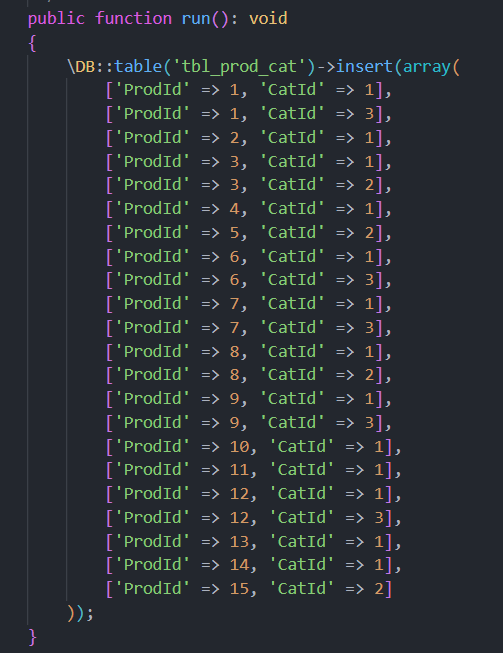 public function run(): void
{
    \DB::table('tbl_prod_cat')->insert(array(
        ['ProdId' => 1, 'CatId' => 1],
        ['ProdId' => 1, 'CatId' => 3],
        ['ProdId' => 2, 'CatId' => 1],
        ['ProdId' => 3, 'CatId' => 1],
        ['ProdId' => 3, 'CatId' => 2],
        ['ProdId' => 4, 'CatId' => 1],
        ['ProdId' => 5, 'CatId' => 2],
        ['ProdId' => 6, 'CatId' => 1],
        ['ProdId' => 6, 'CatId' => 3],
        ['ProdId' => 7, 'CatId' => 1],
        ['ProdId' => 7, 'CatId' => 3],
        ['ProdId' => 8, 'CatId' => 1],
        ['ProdId' => 8, 'CatId' => 2],
        ['ProdId' => 9, 'CatId' => 1],
        ['ProdId' => 9, 'CatId' => 3],
        ['ProdId' => 10, 'CatId' => 1],
        ['ProdId' => 11, 'CatId' => 1],
        ['ProdId' => 12, 'CatId' => 1],
        ['ProdId' => 12, 'CatId' => 3],
        ['ProdId' => 13, 'CatId' => 1],
        ['ProdId' => 14, 'CatId' => 1],
        ['ProdId' => 15, 'CatId' => 2]
    ));
}